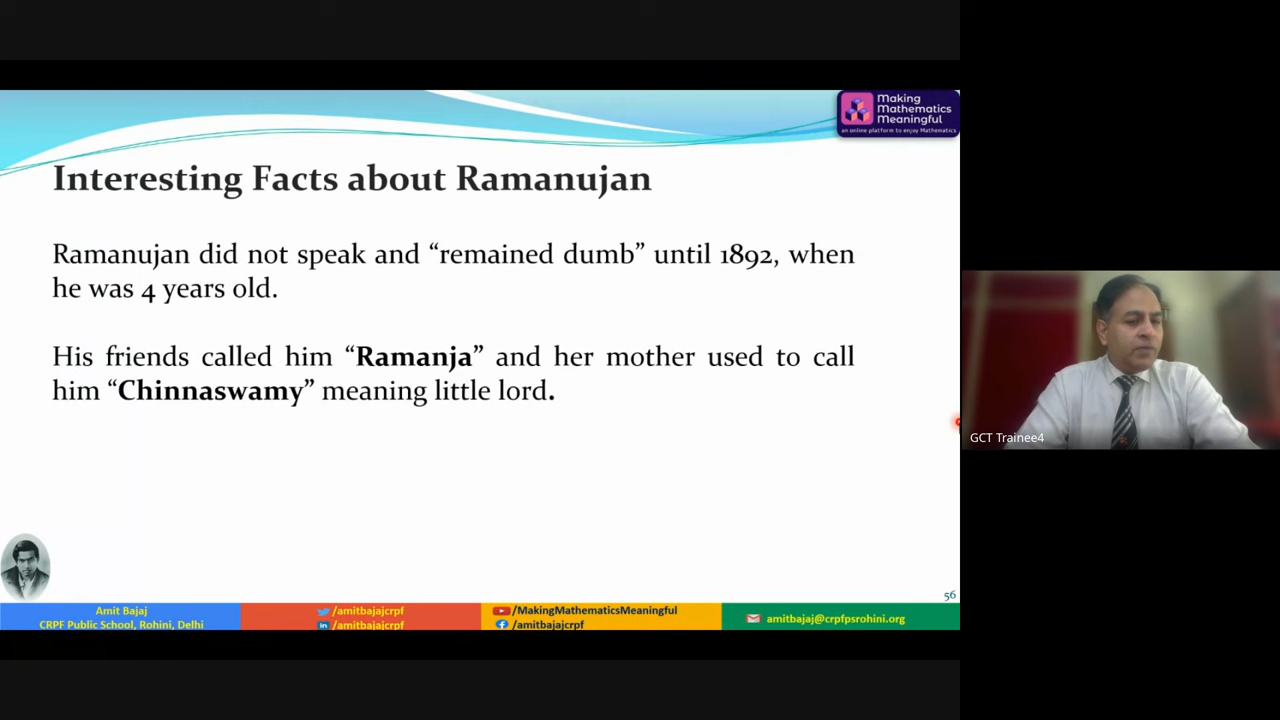 Making
Mathematics
Meaningful
an online platform to enjoy Mathematics
Interesting Facts about Ramanujan
Ramanujan did not speak and “remained dumb” until 1892, when
he was 4 years old.
His friends called him “Ramanja” and her mother used to call
him “Chinnaswamy” meaning little lord.
GCT Trainee4
56
Amit Bajaj
CRPF Public School, Rohini, Delhi
/amitbajajcrpf
/amitbajajcrpf
/MakingMathematicsMeaningful
/amitbajajcrpf
amitbajaj@crpfpsrohini.org